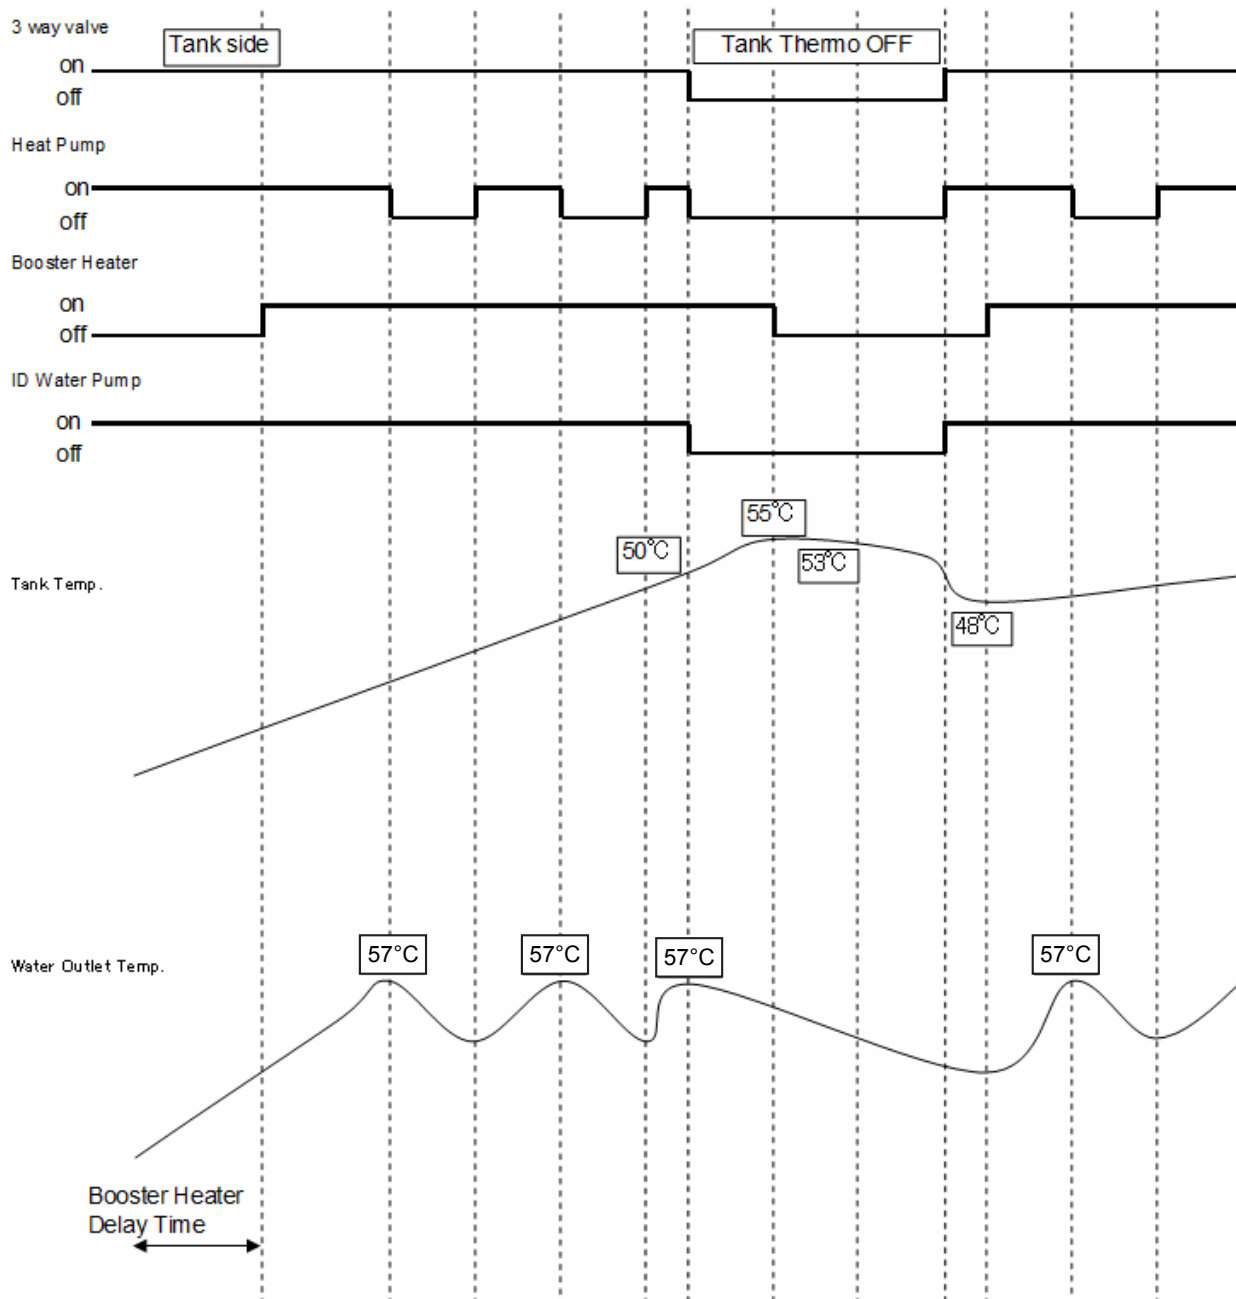 3 way valve
Tank side
Tank Thermo OFF
on
off
Heat Pump
on
off
Booster Heater
on
off
ID Water Pump
on
off
55°C
50°C
53°C
Tank Temp.
48°C
57°C
57°C
57°C
57°C
Water Outlet Temp.
Booster Heater
Delay Time